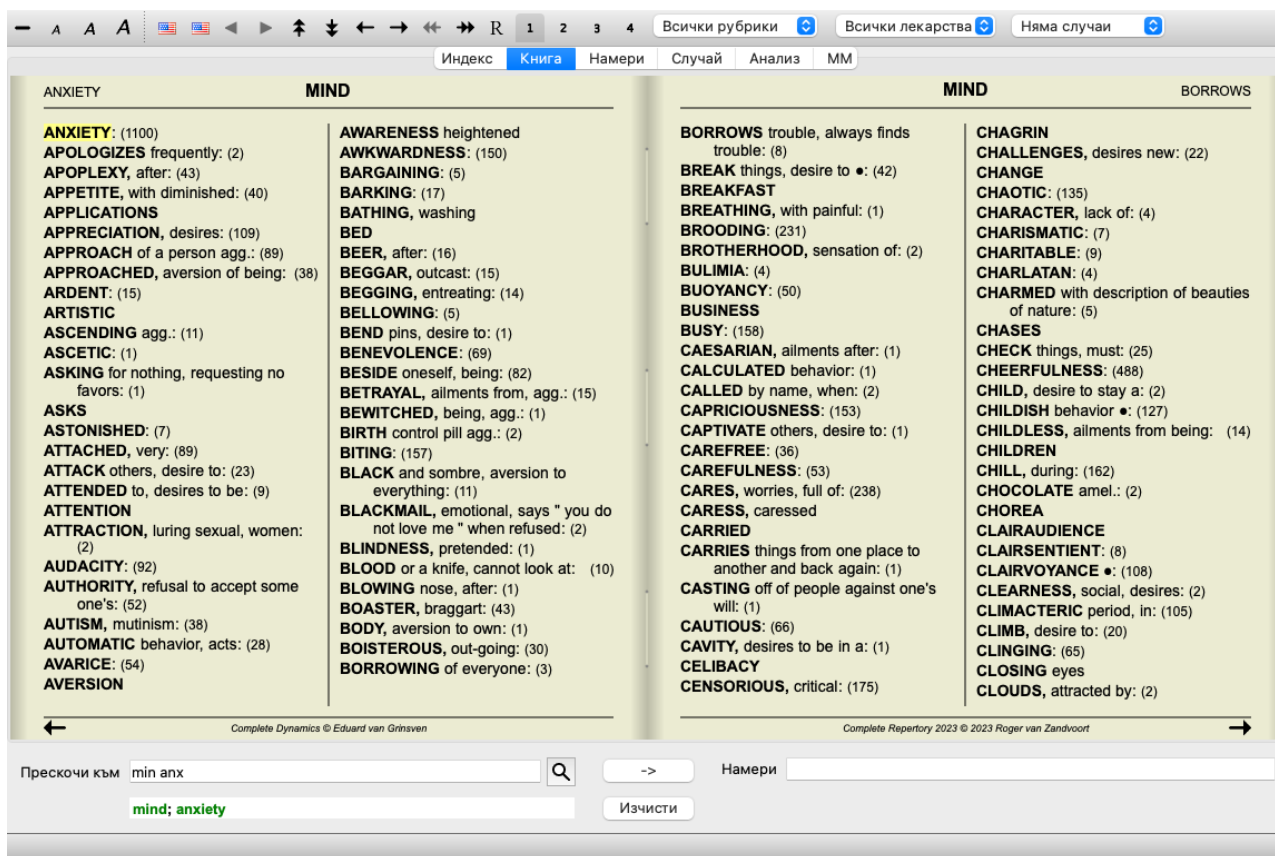 A A A R 1 2 3 4 Всички рубрики Всички лекарства Няма случаи
Индекс Книга Намери Случай Анализ ММ
ANXIETY MIND
ANXIETY: (1100)
APOLOGIZES frequently: (2)
APOPLEXY, after: (43)
APPETITE, with diminished: (40)
APPLICATIONS
APPRECIATION, desires: (109)
APPROACH of a person agg.: (89)
APPROACHED, aversion of being: (38)
ARDENT: (15)
ARTISTIC
ASCENDING agg.: (11)
ASCETIC: (1)
ASKING for nothing, requesting no
favors: (1)
ASKS
ASTONISHED: (7)
ATTACHED, very: (89)
ATTACK others, desire to: (23)
ATTENDED to, desires to be: (9)
ATTENTION
ATTRACTION, luring sexual, women:
(2)
AUDACITY: (92)
AUTHORITY, refusal to accept some
one's: (52)
AUTISM, mutinism: (38)
AUTOMATIC behavior, acts: (28)
AVARICE: (54)
AVERSION
AWARENESS heightened
AWKWARDNESS: (150)
BARGAINING: (5)
BARKING: (17)
BATHING, washing
BED
BEER, after: (16)
BEGGAR, outcast: (15)
BEGGING, entreating: (14)
BELLOWING: (5)
BEND pins, desire to: (1)
BENEVOLENCE: (69)
BESIDE oneself, being: (82)
BETRAYAL, ailments from, agg.: (15)
BEWITCHED, being, agg.: (1)
BIRTH control pill agg.: (2)
BITING: (157)
BLACK and sombre, aversion to
everything: (11)
BLACKMAIL, emotional, says " you do
not love me " when refused: (2)
BLINDNESS, pretended: (1)
BLOOD or a knife, cannot look at: (10)
BLOWING nose, after: (1)
BOASTER, braggart: (43)
BODY, aversion to own: (1)
BOISTEROUS, out-going: (30)
BORROWING of everyone: (3)
Complete Dynamics © Eduard van Grinsven
MIND BORROWS
BORROWS trouble, always finds
trouble: (8)
BREAK things, desire to ●: (42)
BREAKFAST
BREATHING, with painful: (1)
BROODING: (231)
BROTHERHOOD, sensation of: (2)
BULIMIA: (4)
BUOYANCY: (50)
BUSINESS
BUSY: (158)
CAESARIAN, ailments after: (1)
CALCULATED behavior: (1)
CALLED by name, when: (2)
CAPRICIOUSNESS: (153)
CAPTIVATE others, desire to: (1)
CAREFREE: (36)
CAREFULNESS: (53)
CARES, worries, full of: (238)
CARESS, caressed
CARRIED
CARRIES things from one place to
another and back again: (1)
CASTING off of people against one's
will: (1)
CAUTIOUS: (66)
CAVITY, desires to be in a: (1)
CELIBACY
CENSORIOUS, critical: (175)
CHAGRIN
CHALLENGES, desires new: (22)
CHANGE
CHAOTIC: (135)
CHARACTER, lack of: (4)
CHARISMATIC: (7)
CHARITABLE: (9)
CHARLATAN: (4)
CHARMED with description of beauties
of nature: (5)
CHASES
CHECK things, must: (25)
CHEERFULNESS: (488)
CHILD, desire to stay a: (2)
CHILDISH behavior ●: (127)
CHILDLESS, ailments from being: (14)
CHILDREN
CHILL, during: (162)
CHOCOLATE amel.: (2)
CHOREA
CLAIRAUDIENCE
CLAIRSENTIENT: (8)
CLAIRVOYANCE ●: (108)
CLEARNESS, social, desires: (2)
CLIMACTERIC period, in: (105)
CLIMB, desire to: (20)
CLINGING: (65)
CLOSING eyes
CLOUDS, attracted by: (2)
Complete Repertory 2023 © 2023 Roger van Zandvoort
Прескочи към min anx -> Намери
mind; anxiety Изчисти